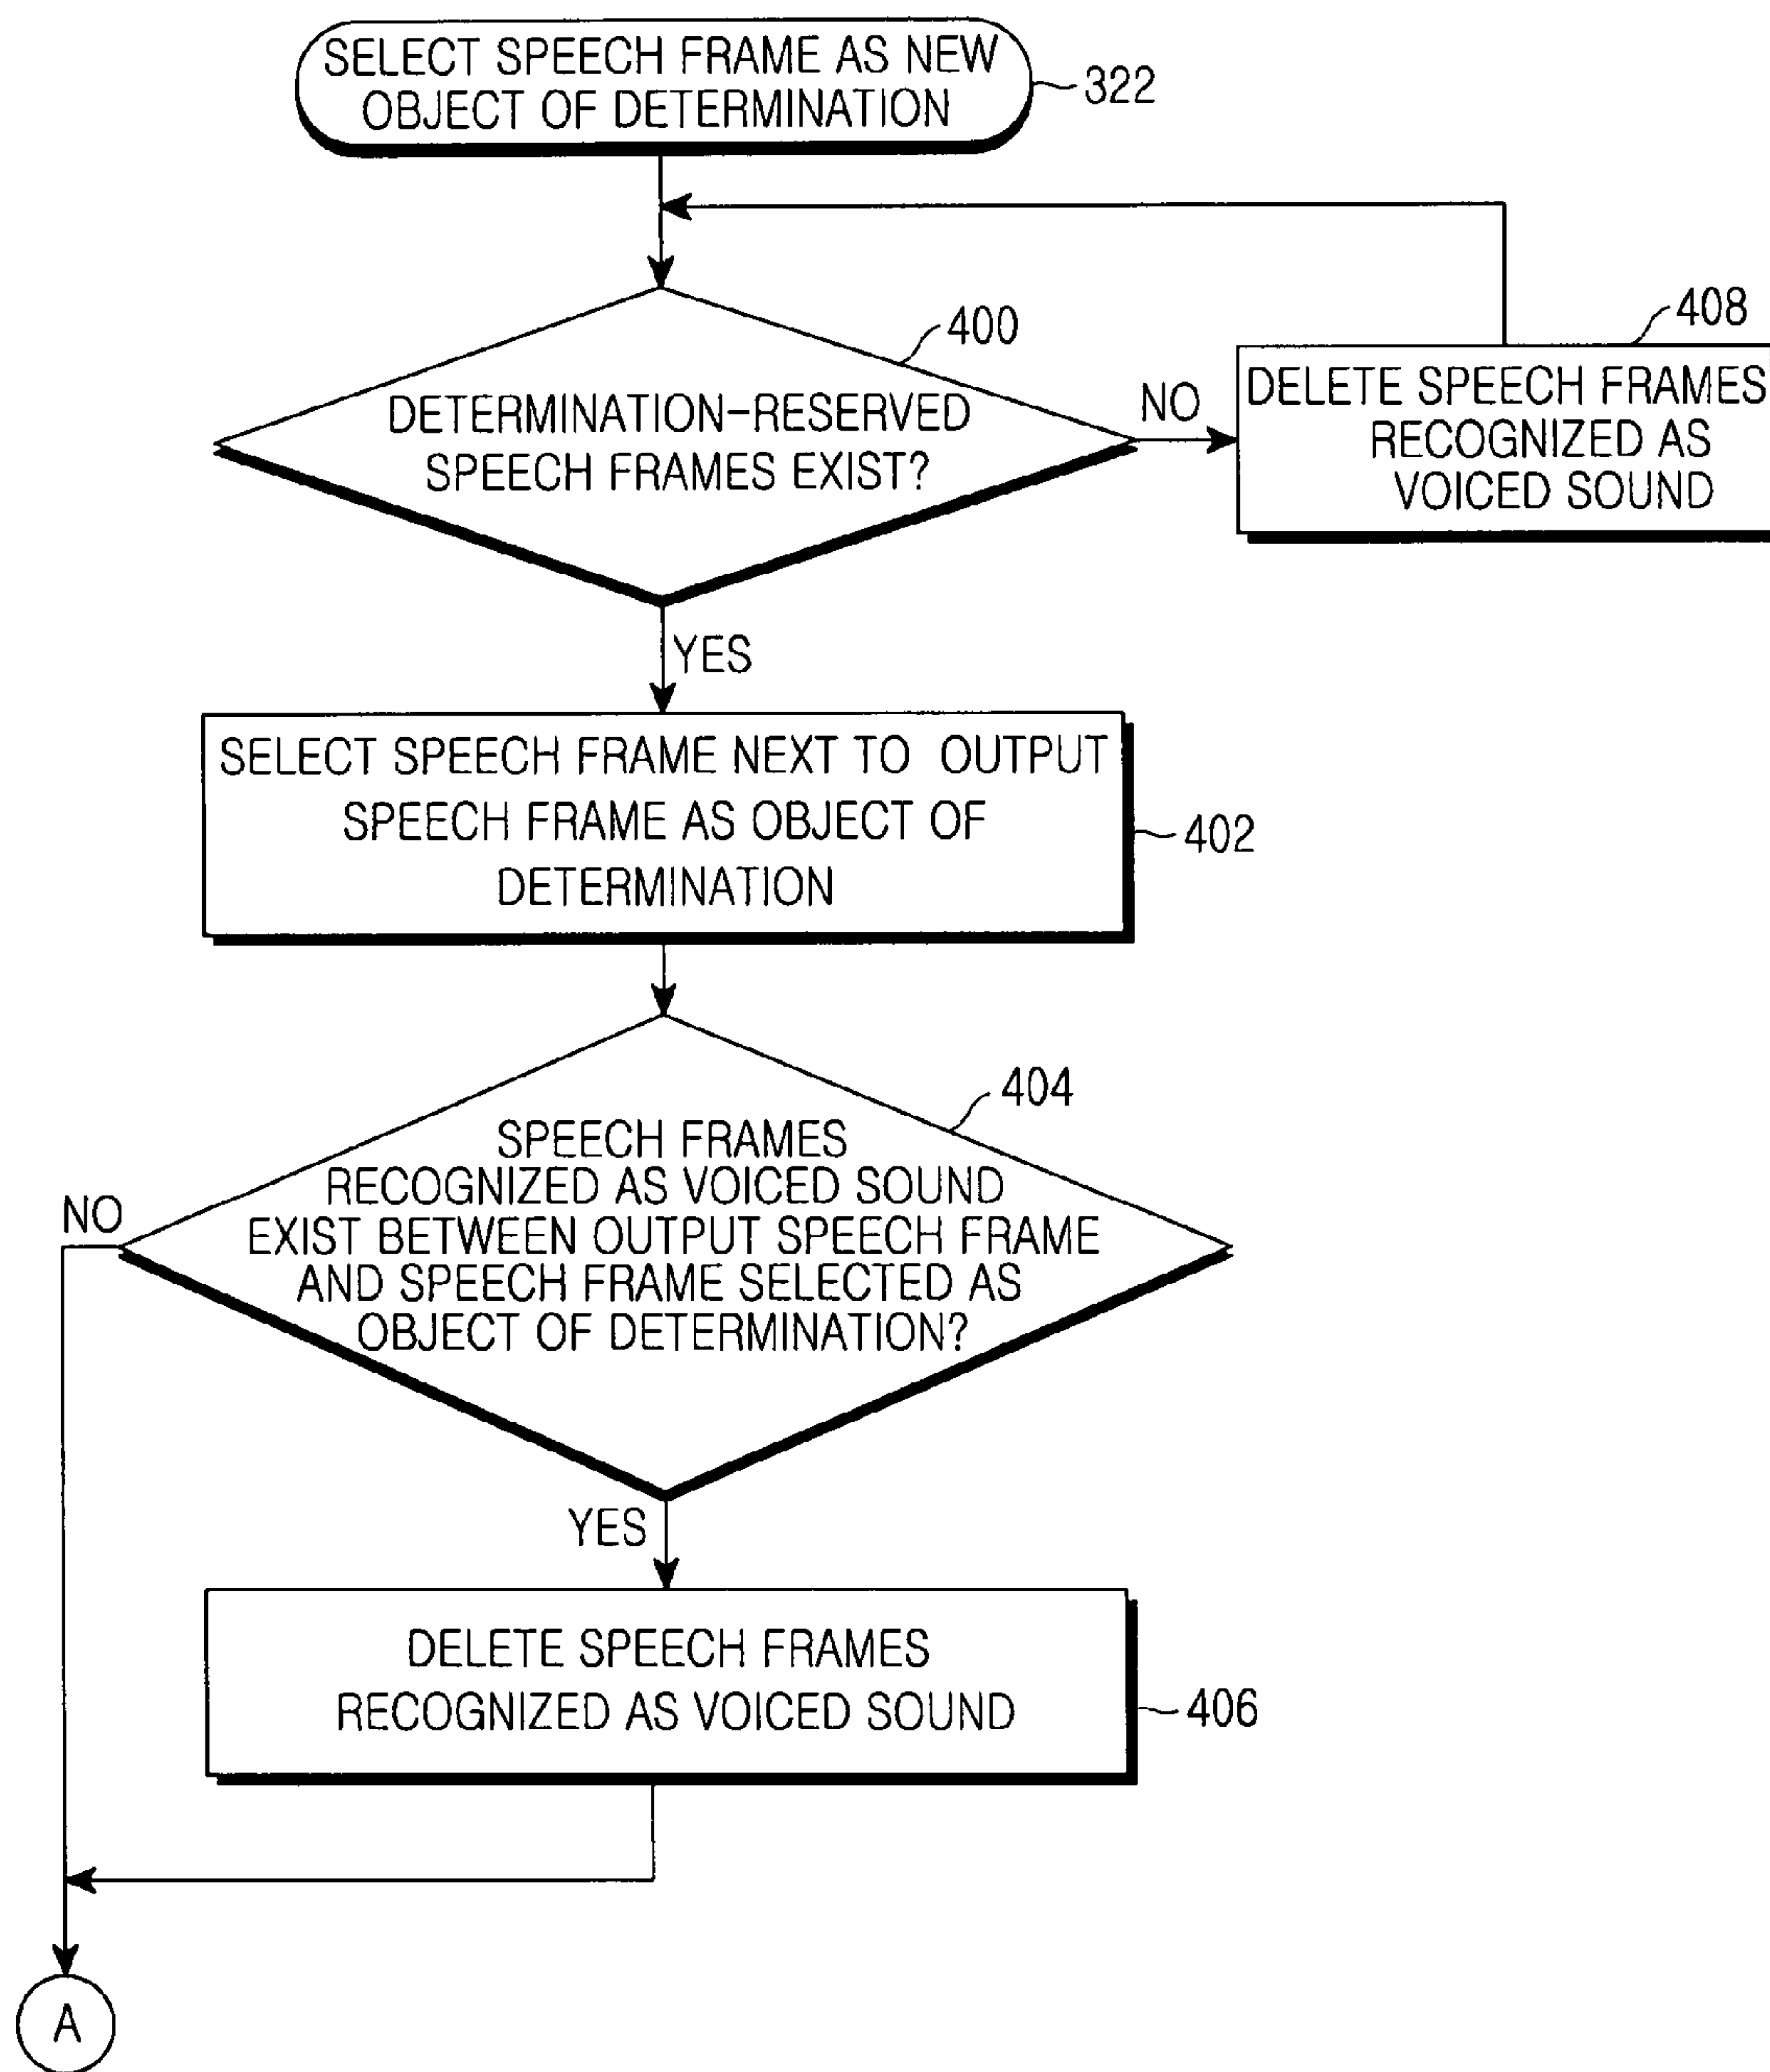 SELECT SPEECH FRAME AS NEW
OBJECT OF DETERMINATION
322
400
DETERMINATION-RESERVED
SPEECH FRAMES EXIST?
NO
408
DELETE SPEECH FRAMES
RECOGNIZED AS
VOICED SOUND
YES
SELECT SPEECH FRAME NEXT TO OUTPUT
SPEECH FRAME AS OBJECT OF
DETERMINATION
402
404
SPEECH FRAMES
RECOGNIZED AS VOICED SOUND
EXIST BETWEEN OUTPUT SPEECH FRAME
AND SPEECH FRAME SELECTED AS
OBJECT OF DETERMINATION?
NO
YES
DELETE SPEECH FRAMES
RECOGNIZED AS VOICED SOUND
406
A